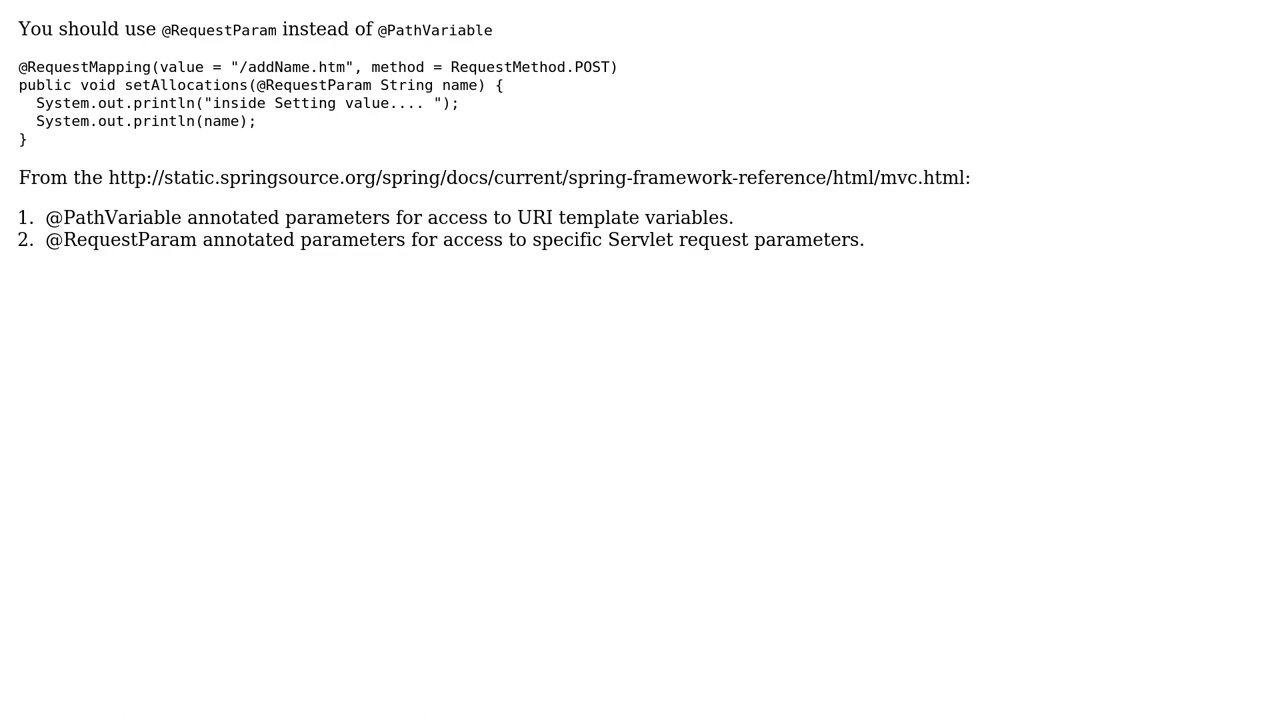 You should use @RequestParam instead of @PathVariable
@RequestMapping(value = "/addName.htm", method = RequestMethod.POST)
public void setAllocations(@RequestParam String name) {
  System.out.println("inside Setting value.... ");
  System.out.println(name);
}
From the http://static.springsource.org/spring/docs/current/spring-framework-reference/html/mvc.html:
1. @PathVariable annotated parameters for access to URI template variables.
2. @RequestParam annotated parameters for access to specific Servlet request parameters.